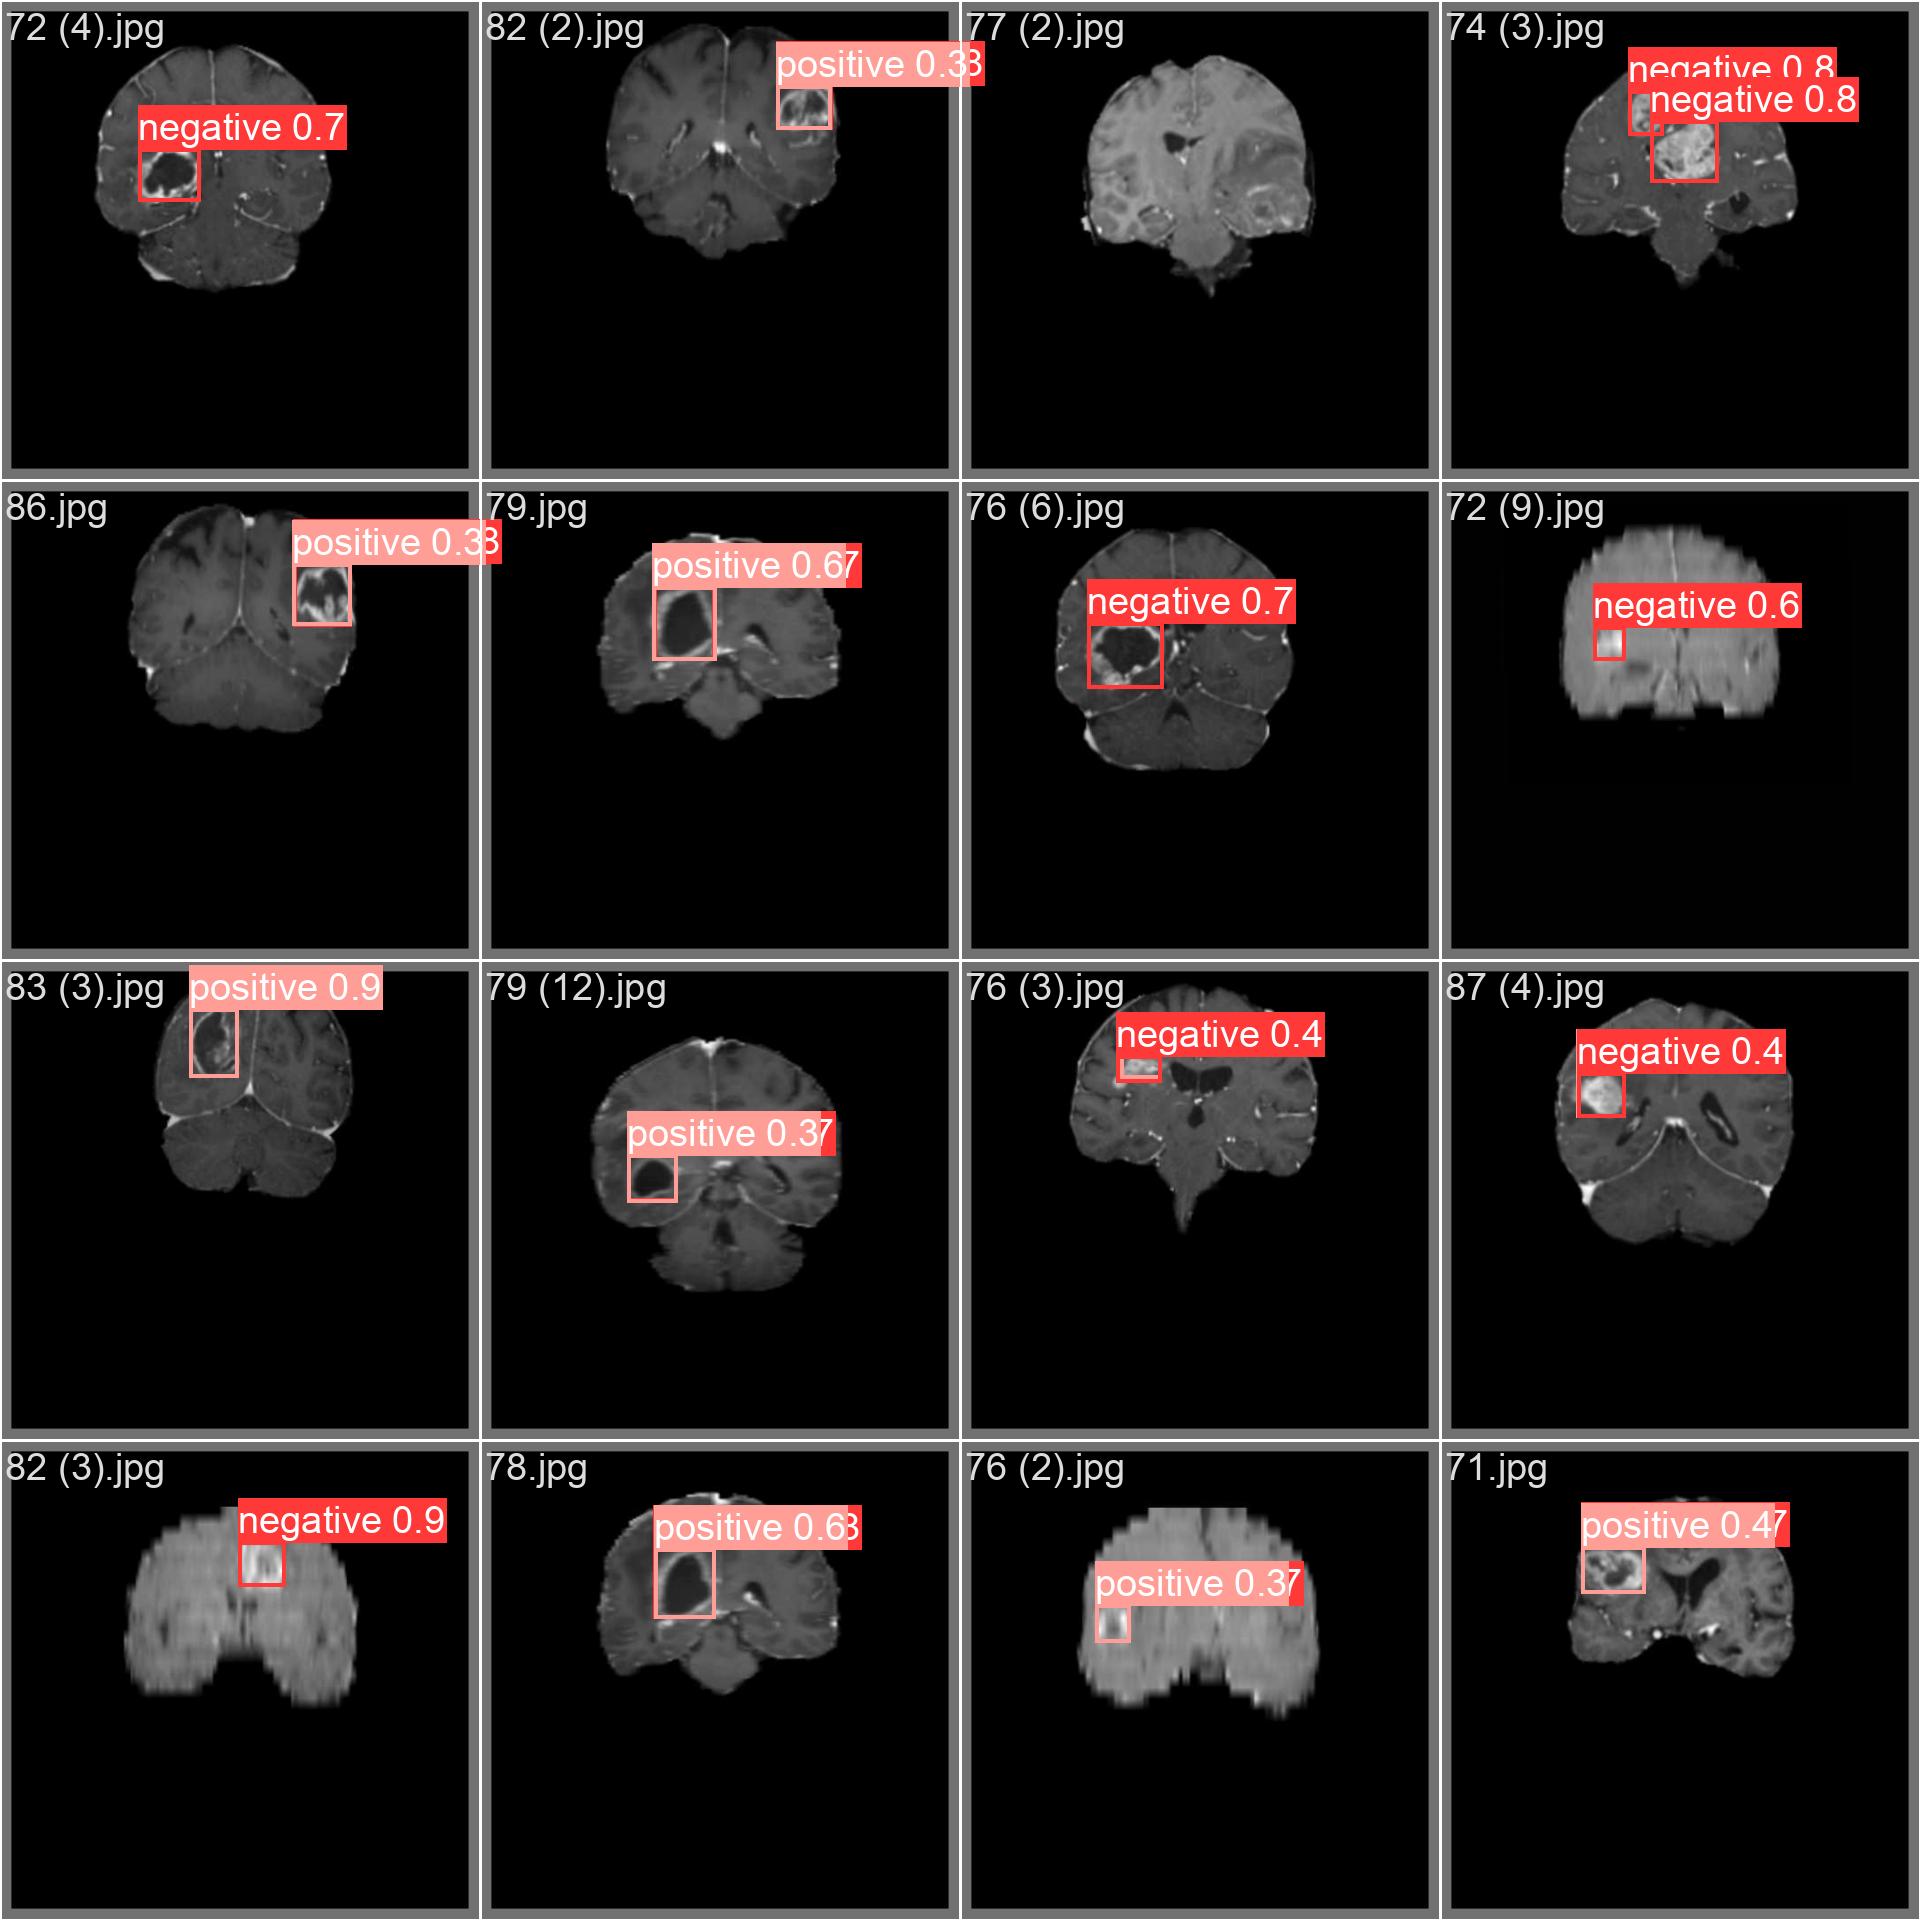 72 (4).jpg
negative 0.7
82 (2).jpg
positive 0.3
77 (2).jpg
74 (3).jpg
negative 0.8
negative 0.8
86.jpg
positive 0.3
79.jpg
positive 0.6
76 (6).jpg
negative 0.7
72 (9).jpg
negative 0.6
83 (3).jpg
positive 0.9
79 (12).jpg
positive 0.3
76 (3).jpg
negative 0.4
87 (4).jpg
negative 0.4
82 (3).jpg
negative 0.9
78.jpg
positive 0.6
76 (2).jpg
positive 0.3
71.jpg
positive 0.4